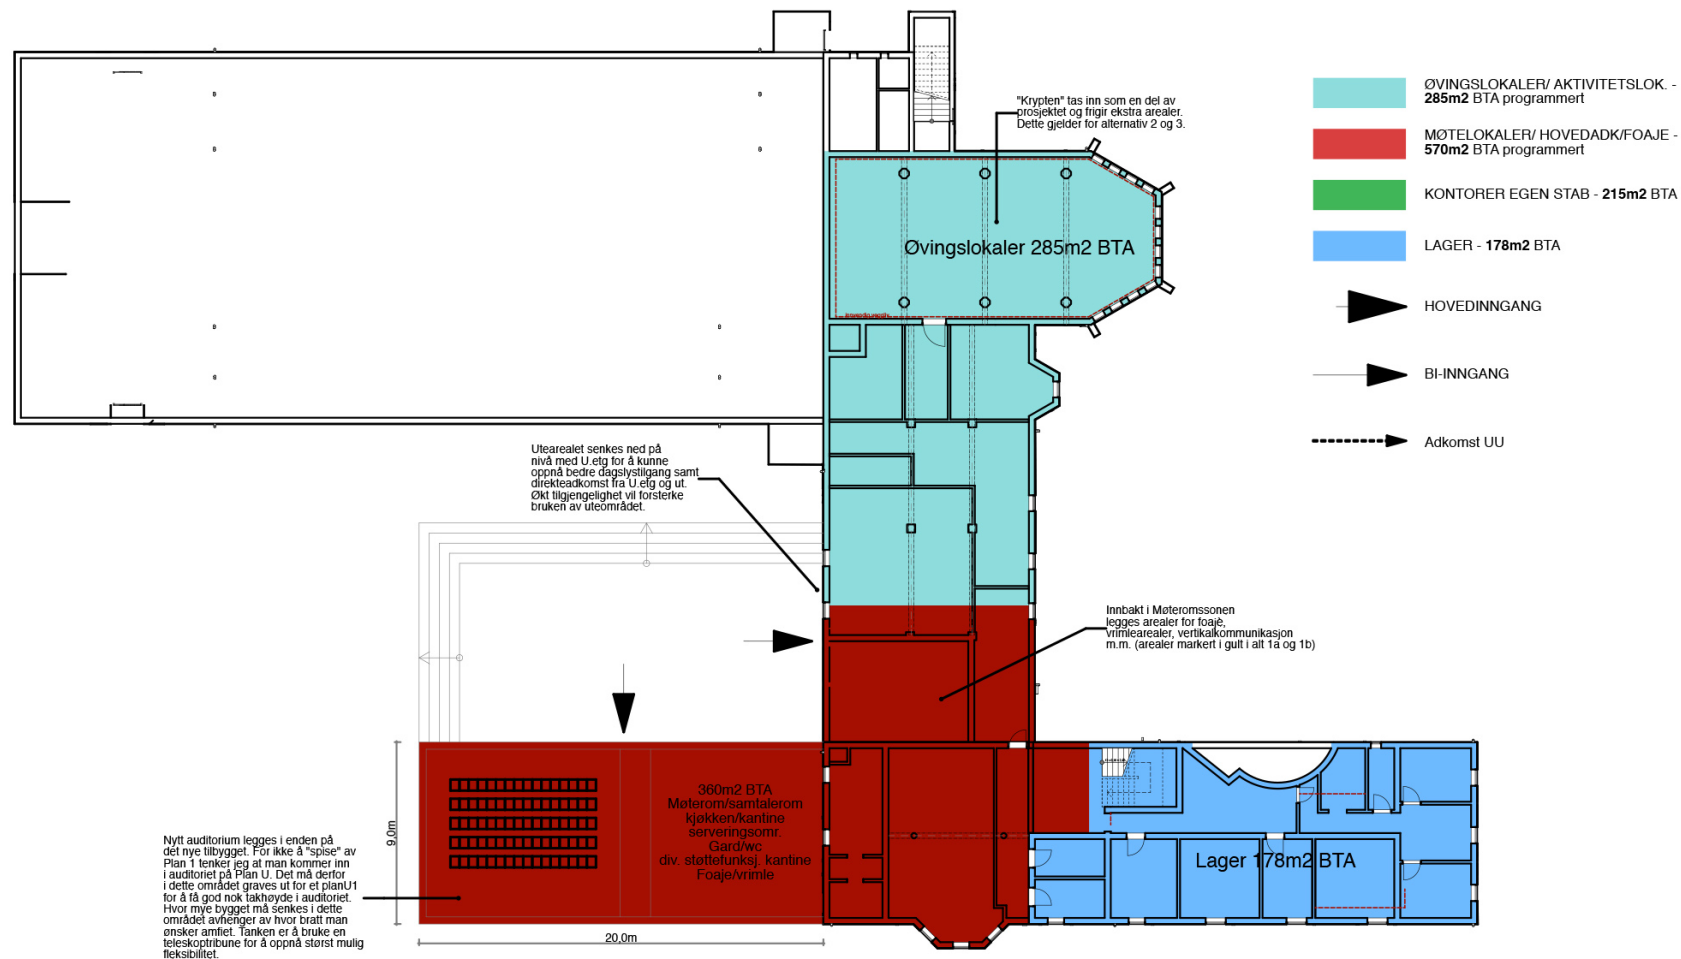 "Krypten" tas inn som en del av
prosjektet og frigir ekstra arealer.
Dette gjelder for alternativ 2 og 3.
ØVINGSLOKALER/ AKTIVITETSLOK. -
285m2 BTA programmert
MØTELOKALER/ HOVEDADK/FOAJE -
570m2 BTA programmert
KONTORER EGEN STAB - 215m2 BTA
LAGER - 178m2 BTA
HOVEDINNGANG
BI-INNGANG
Adkomst UU
Øvingslokaler 285m2 BTA
Utearealet senkes ned på
nivå med U.etg for å kunne
oppnå bedre dagslystilgang samt
direkteadkomst fra U.etg og ut.
Økt tilgjengelighet vil forsterke
bruken av uteområdet.
Innbakt i Møteromssonen
legges arealer for foajè,
vrimlearealer, vertikalkommunikasjon
m.m. (arealer markert i gult i alt 1a og 1b)
360m2 BTA
Møterom/samtalerom
kjøkken/kantine
serveringsomr.
Gard/wc
div. støttefunksj. kantine
Foaje/vrimle
Lager 178m2 BTA
9,0m
20,0m
Nytt auditorium legges i enden på
det nye tilbygget. For ikke å "spise" av
Plan 1 tenker jeg at man kommer inn
i auditoriet på Plan U. Det må derfor
i dette området graves ut for et planU1
for å få god nok takhøyde i auditoriet.
Hvor mye bygget må senkes i dette
området avhenger av hvor bratt man
ønsker amfiet. Tanken er å bruke en
teleskoptribune for å oppnå størst mulig
fleksibilitet.